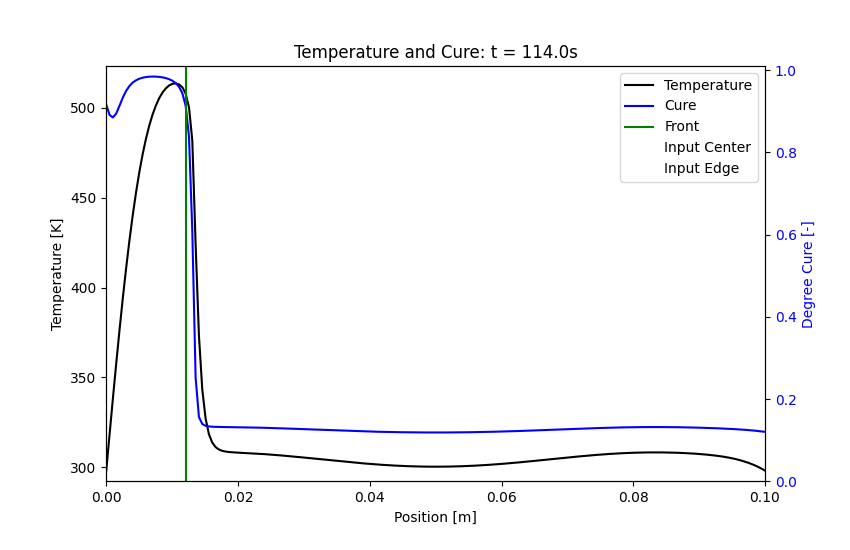 Temperature and Cure: t = 114.0s
Temperature
Cure
Front
Input Center
Input Edge
500
450
400
350
300
Temperature [K]
1.0
0.8
0.6
0.4
0.2
0.0
Degree Cure [-]
0.00 0.02 0.04 0.06 0.08 0.10
Position [m]